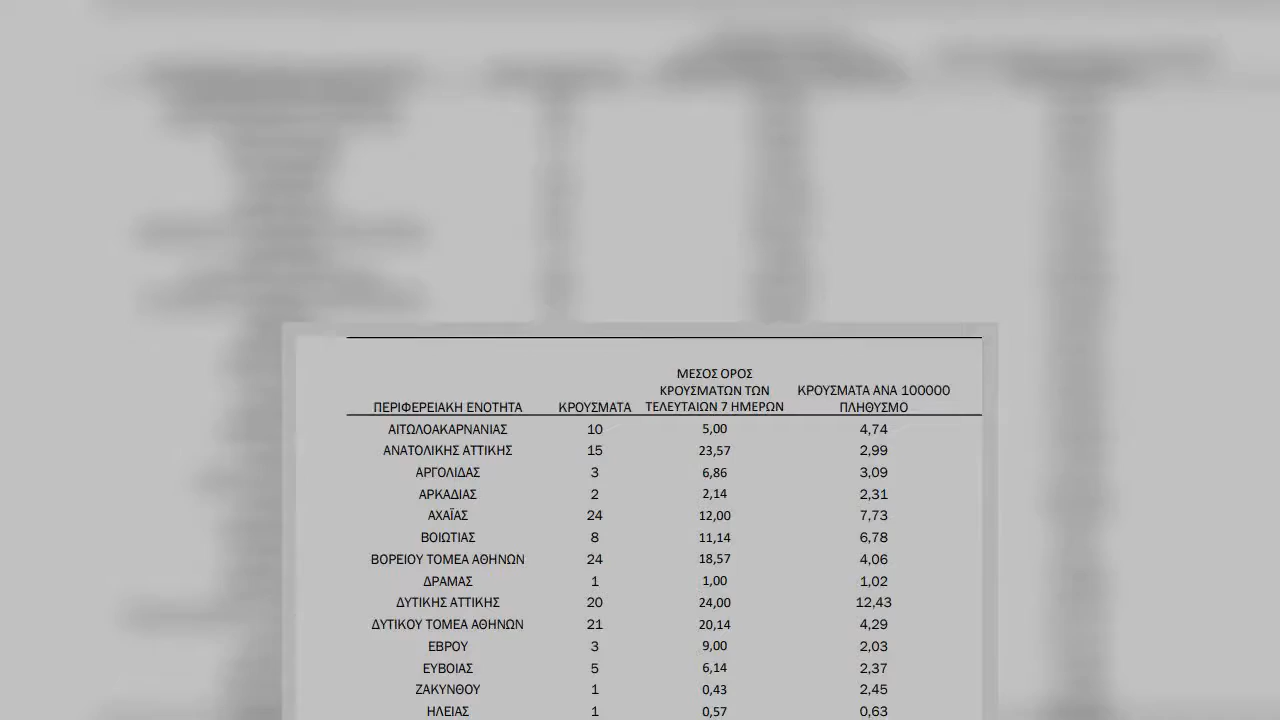 ΜΕΣΟΣ ΟΡΟΣ
ΚΡΟΥΣΜΑΤΩΝ ΤΩΝ ΚΡΟΥΣΜΑΤΑ ΑΝΑ 100000
ΠΕΡΙΦΕΡΕΙΑΚΗ ΕΝΟΤΗΤΑ ΚΡΟΥΣΜΑΤΑ ΤΕΛΕΥΤΑΙΩΝ 7 ΗΜΕΡΩΝ ΠΛΗΘΥΣΜΟ
ΑΙΤΩΛΟΑΚΑΡΝΑΝΙΑΣ 10 5,00 4,74
ΑΝΑΤΟΛΙΚΗΣ ΑΤΤΙΚΗΣ 15 23,57 2,99
ΑΡΓΟΛΙΔΑΣ 3 6,86 3,09
ΑΡΚΑΔΙΑΣ 2 2,14 2,31
ΑΧΑΪΑΣ 24 12,00 7,73
ΒΟΙΩΤΙΑΣ 8 11,14 6,78
ΒΟΡΕΙΟΥ ΤΟΜΕΑ ΑΘΗΝΩΝ 24 18,57 4,06
ΔΡΑΜΑΣ 1 1,00 1,02
ΔΥΤΙΚΗΣ ΑΤΤΙΚΗΣ 20 24,00 12,43
ΔΥΤΙΚΟΥ ΤΟΜΕΑ ΑΘΗΝΩΝ 21 20,14 4,29
ΕΒΡΟΥ 3 9,00 2,03
ΕΥΒΟΙΑΣ 5 6,14 2,37
ΖΑΚΥΝΘΟΥ 1 0,43 2,45
ΗΛΕΙΑΣ 1 0,57 0,63